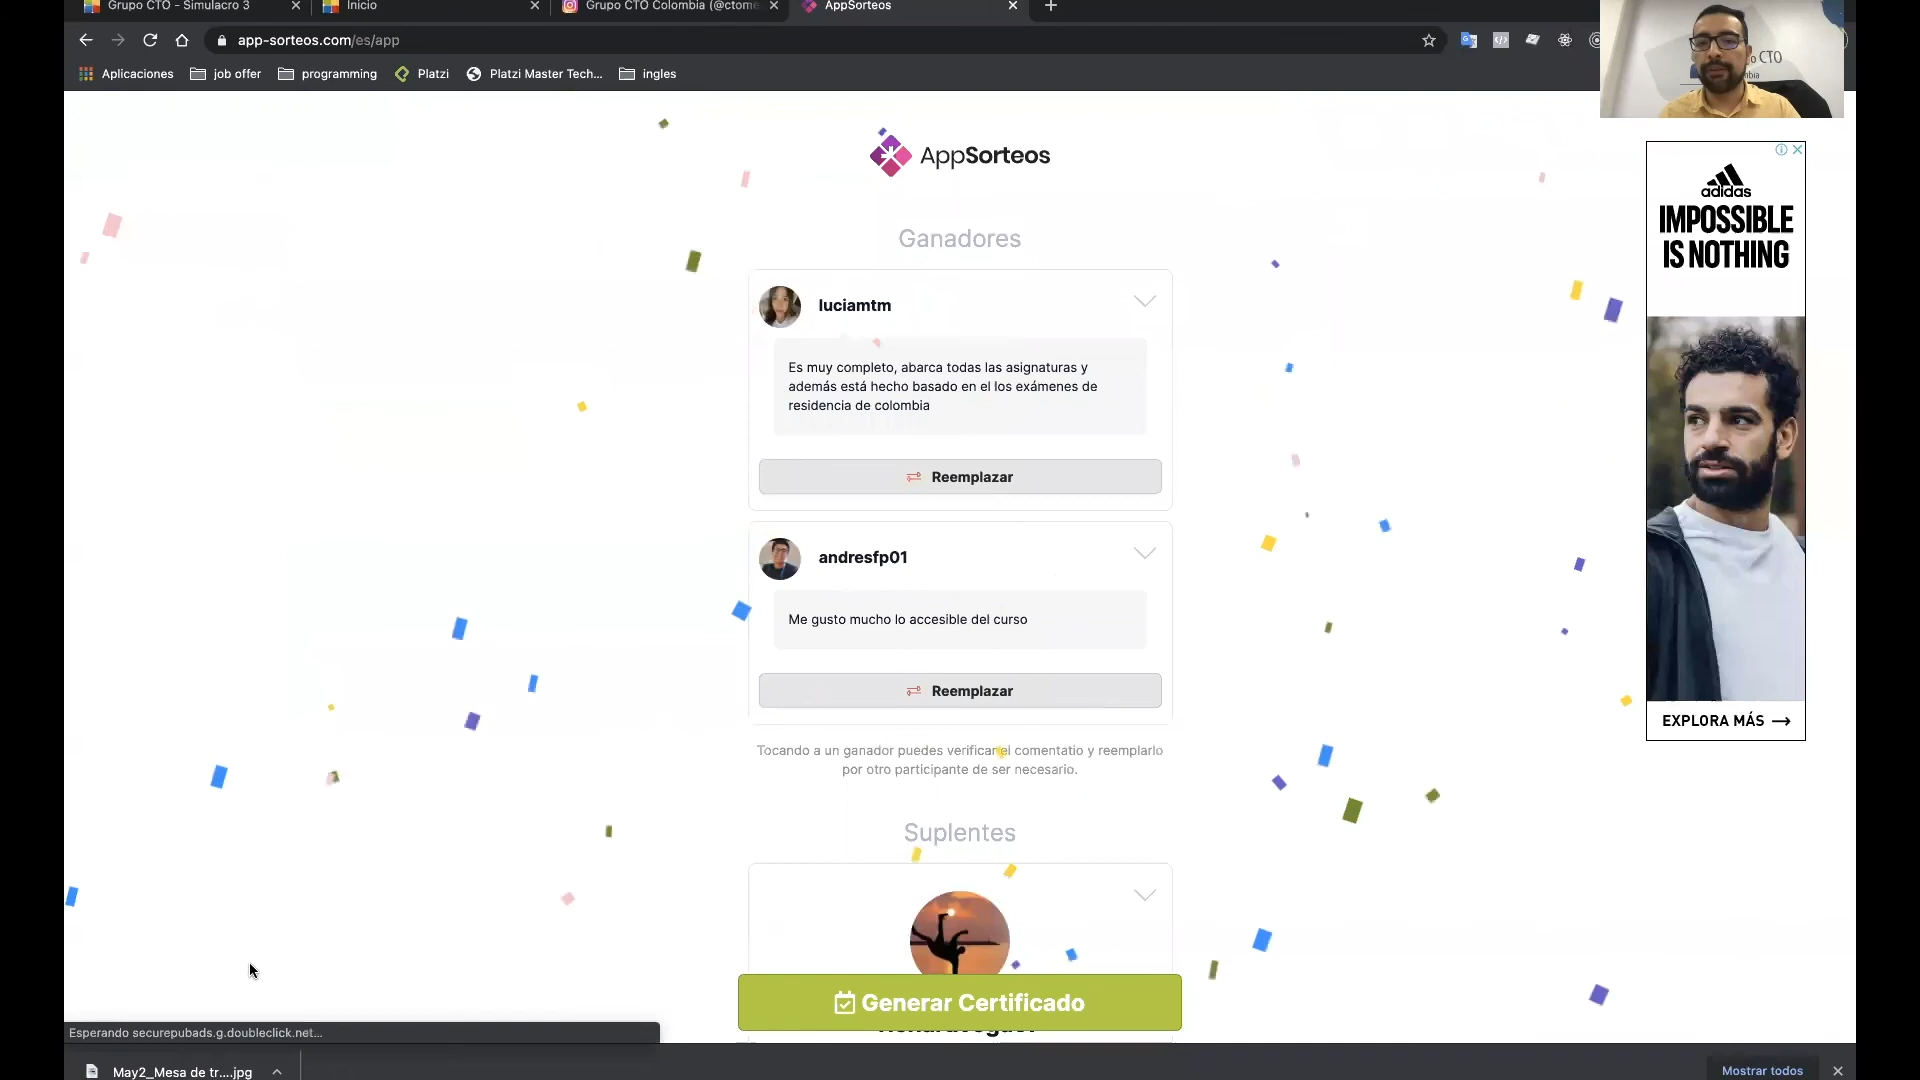 Grupo CTO - Simulacro 3
Inicio
Grupo CTO Colombia (@ctome
AppSorteos
app-sorteos.com/es/app
Aplicaciones
job offer
programming
Platzi
Platzi Master Tech...
ingles
o CTO
bia
AppSorteos
Ganadores
luciamtm
Es muy completo, abarca todas las asignaturas y
además está hecho basado en el los exámenes de
residencia de colombia
Reemplazar
andresfp01
Me gusto mucho lo accesible del curso
Reemplazar
Tocando a un ganador puedes verificar el comentatio y reemplarlo
por otro participante de ser necesario.
Suplentes
Generar Certificado
adidas
IMPOSSIBLE
IS NOTHING
EXPLORA MÁS
Esperando securepubads.g.doubleclick.net...
May2_Mesa de tr....jpg
Mostrar todos